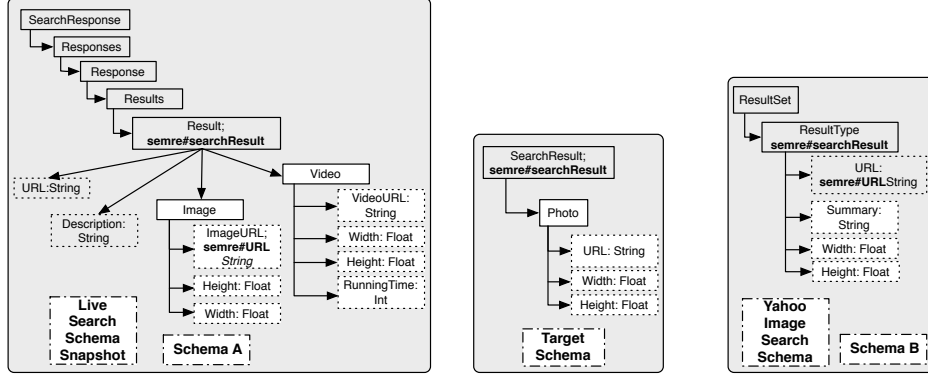 SearchResponse
Responses
Response
Results
Result;
semre#searchResult
URL:String
Description:
String
Image
ImageURL;
semre#URL
String
Height: Float
Width: Float
Video
VideoURL:
String
Width: Float
Height: Float
RunningTime:
Int
Live
Search
Schema
Snapshot
Schema A
SearchResult;
semre#searchResult
Photo
URL: String
Width: Float
Height: Float
Target
Schema
ResultSet
ResultType
semre#searchResult
URL:
semre#URLString
Summary:
String
Width: Float
Height: Float
Yahoo
Image
Search
Schema
Schema B